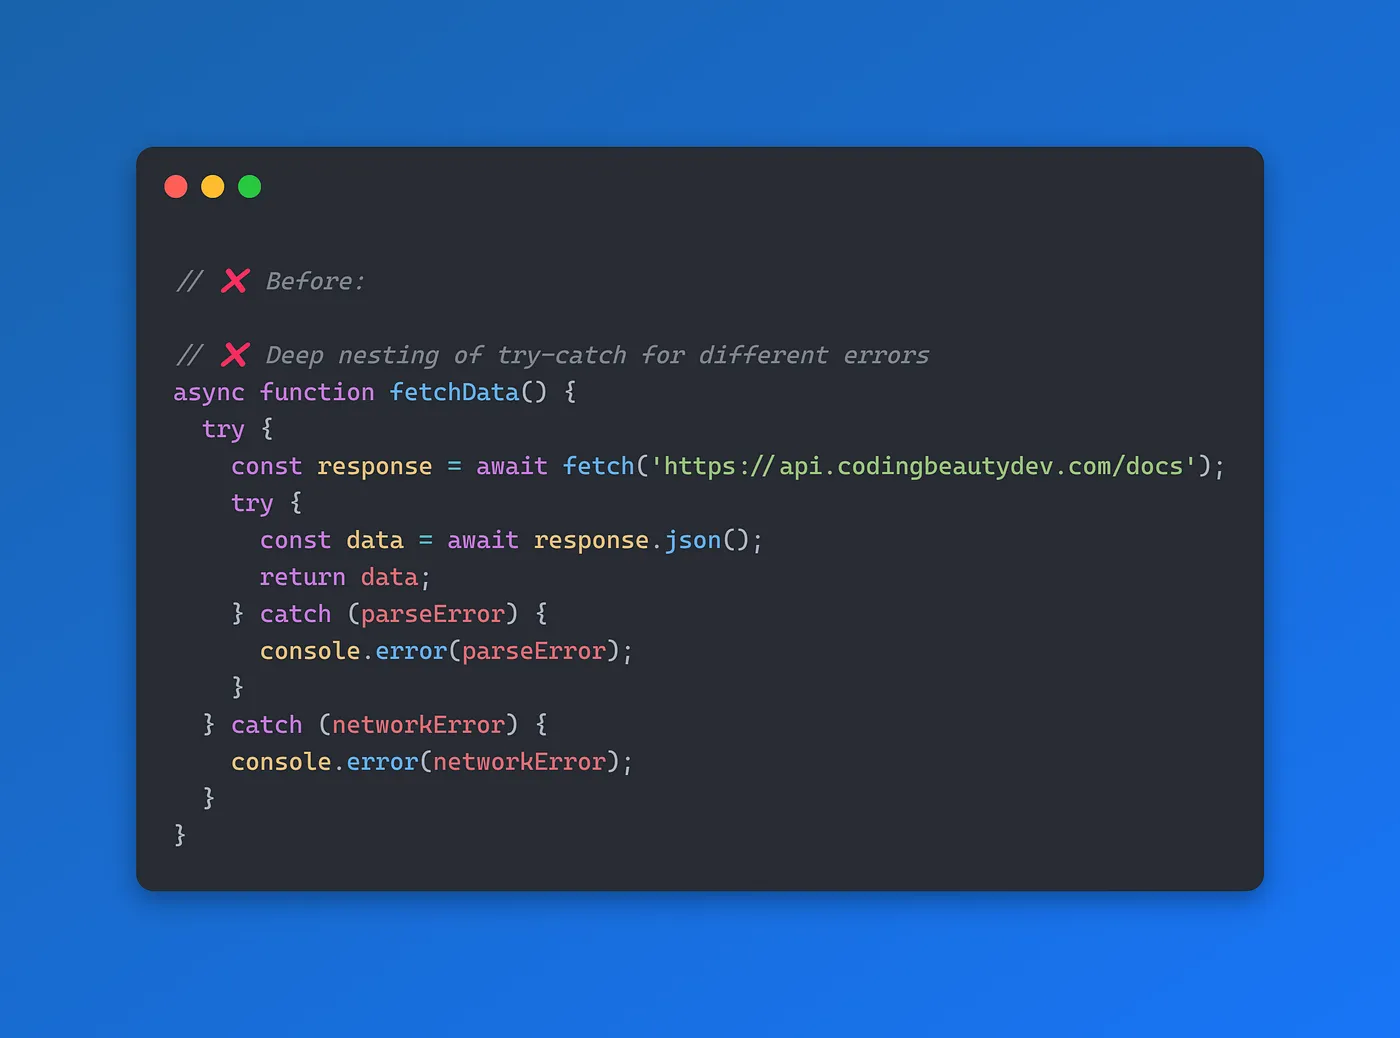 // ❌ Before:
// ❌ Deep nesting of try-catch for different errors
async function fetchData() {
  try {
    const response = await fetch('https://api.codingbeautydev.com/docs');
    try {
      const data = await response.json();
      return data;
    } catch (parseError) {
      console.error(parseError);
    }
  } catch (networkError) {
    console.error(networkError);
  }
}